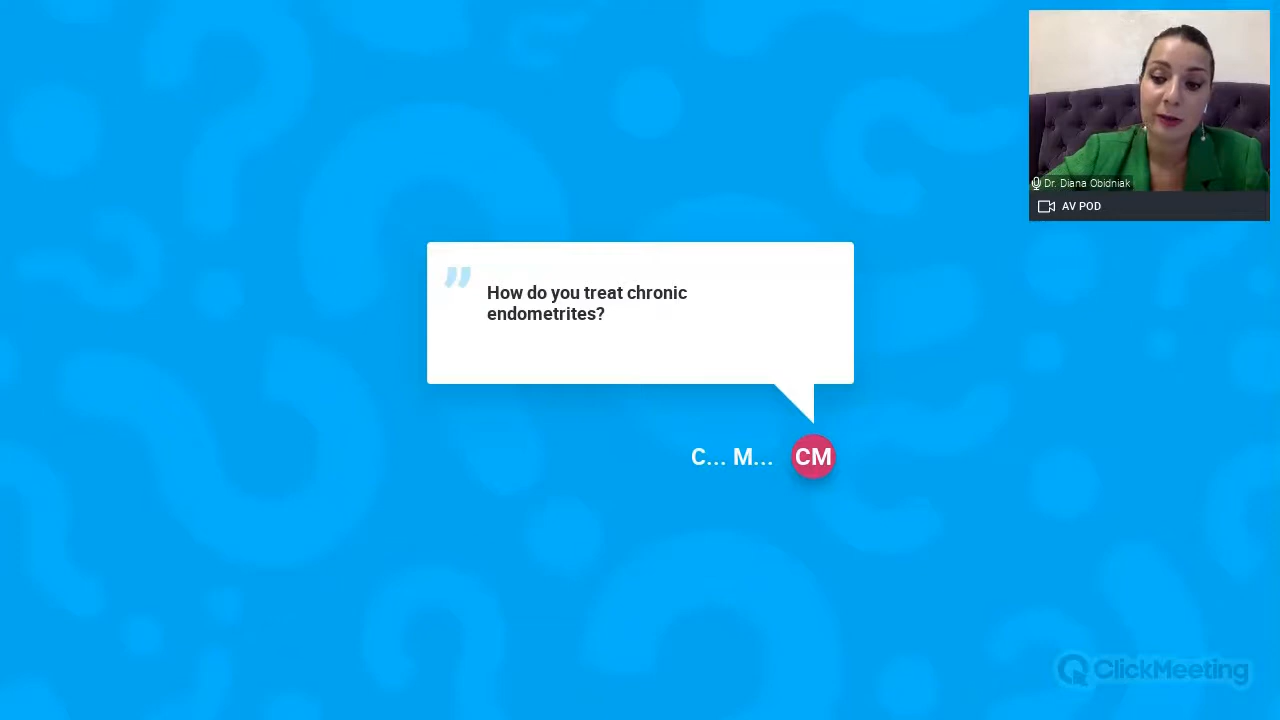 Dr. Diana Obidniak
AV POD
”
How do you treat chronic
endometrites?
C... M...
CM
ClickMeeting